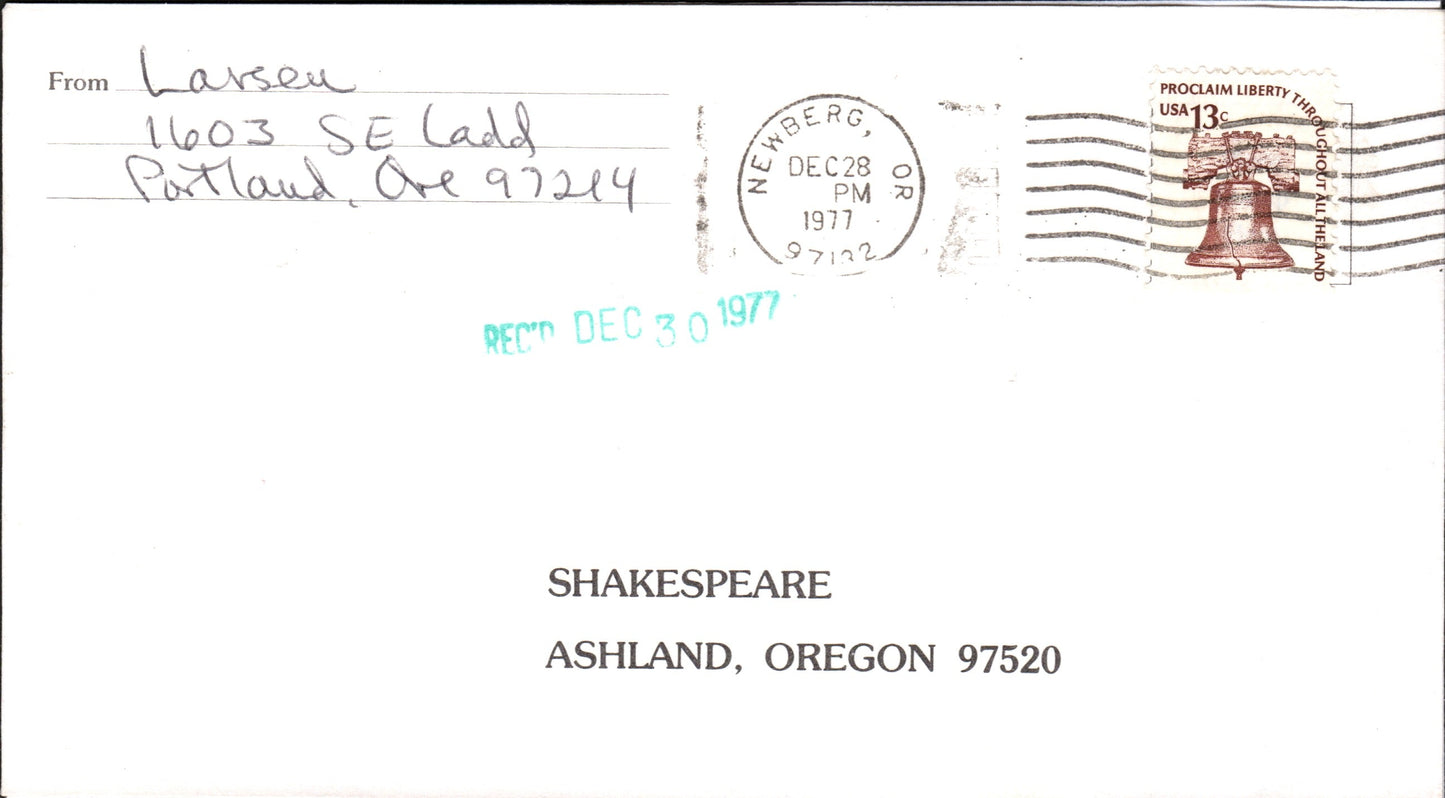 From Larsen
1603 SE Ladd
Portland, Ore 97214
NEWBERG, OR
DEC 28
PM
1977
97132
PROCLAIM LIBERTY THROUGHOUT ALL THE LAND
USA 13c
REC'D DEC 30 1977
SHAKESPEARE
ASHLAND, OREGON 97520